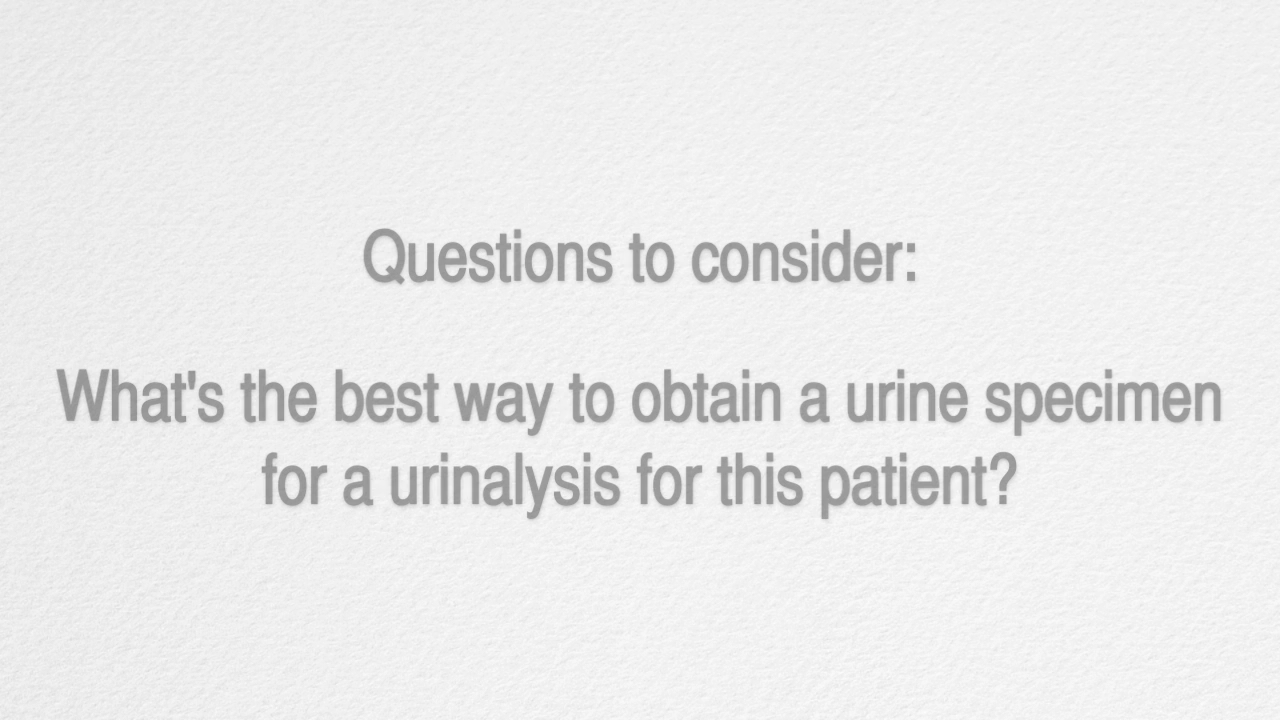 Questions to consider:
What's the best way to obtain a urine specimen
for a urinalysis for this patient?